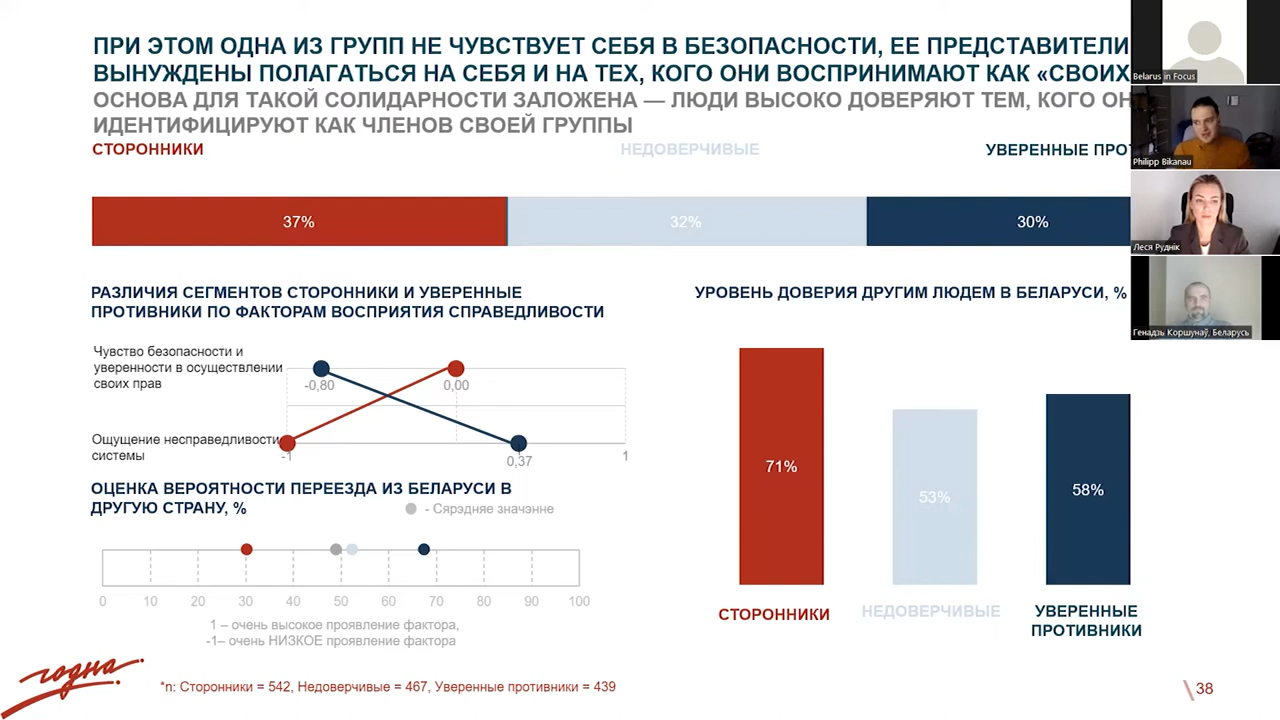 ПРИ ЭТОМ ОДНА ИЗ ГРУПП НЕ ЧУВСТВУЕТ СЕБЯ В БЕЗОПАСНОСТИ, ЕЕ ПРЕДСТАВИТЕЛИ
ВЫНУЖДЕНЫ ПОЛАГАТЬСЯ НА СЕБЯ И НА ТЕХ, КОГО ОНИ ВОСПРИНИМАЮТ КАК «СВОИХ
ОСНОВА ДЛЯ ТАКОЙ СОЛИДАРНОСТИ ЗАЛОЖЕНА — ЛЮДИ ВЫСОКО ДОВЕРЯЮТ ТЕМ, КОГО ОН
ИДЕНТИФИЦИРУЮТ КАК ЧЛЕНОВ СВОЕЙ ГРУППЫ
СТОРОННИКИ НЕДОВЕРЧИВЫЕ УВЕРЕННЫЕ ПРОТ
37% 32% 30%
РАЗЛИЧИЯ СЕГМЕНТОВ СТОРОННИКИ И УВЕРЕННЫЕ
ПРОТИВНИКИ ПО ФАКТОРАМ ВОСПРИЯТИЯ СПРАВЕДЛИВОСТИ
Чувство безопасности и
уверенности в осуществлении
своих прав
-0,80 0,00
Ощущение несправедливости
системы
-1 0,37 1
ОЦЕНКА ВЕРОЯТНОСТИ ПЕРЕЕЗДА ИЗ БЕЛАРУСИ В
ДРУГУЮ СТРАНУ, %
- Сярэдняе значэнне
0 10 20 30 40 50 60 70 80 90 100
1 – очень высокое проявление фактора,
-1– очень НИЗКОЕ проявление фактора
УРОВЕНЬ ДОВЕРИЯ ДРУГИМ ЛЮДЕМ В БЕЛАРУСИ, %
71% 53% 58%
СТОРОННИКИ НЕДОВЕРЧИВЫЕ УВЕРЕННЫЕ
ПРОТИВНИКИ
годна
*n: Сторонники = 542, Недоверчивые = 467, Уверенные противники = 439
38
Belarus in Focus
Philipp Bikanau
Леся Руднік
Генадзь Коршунаў, Беларусь